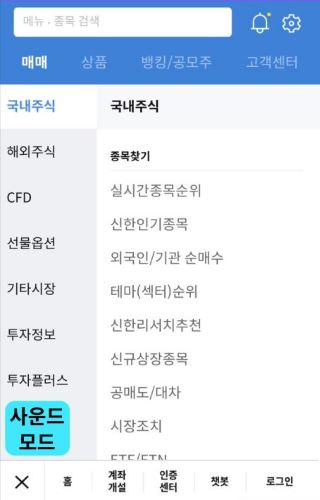 메뉴 · 종목 검색
매매 상품 뱅킹/공모주 고객센터
국내주식
해외주식
CFD
선물옵션
기타시장
투자정보
투자플러스
사운드
모드
국내주식
종목찾기
실시간종목순위
신한인기종목
외국인/기관 순매수
테마(섹터)순위
신한리서치추천
신규상장종목
공매도/대차
시장조치
ETF/ETN
홈
계좌
개설
인증
센터
챗봇
로그인